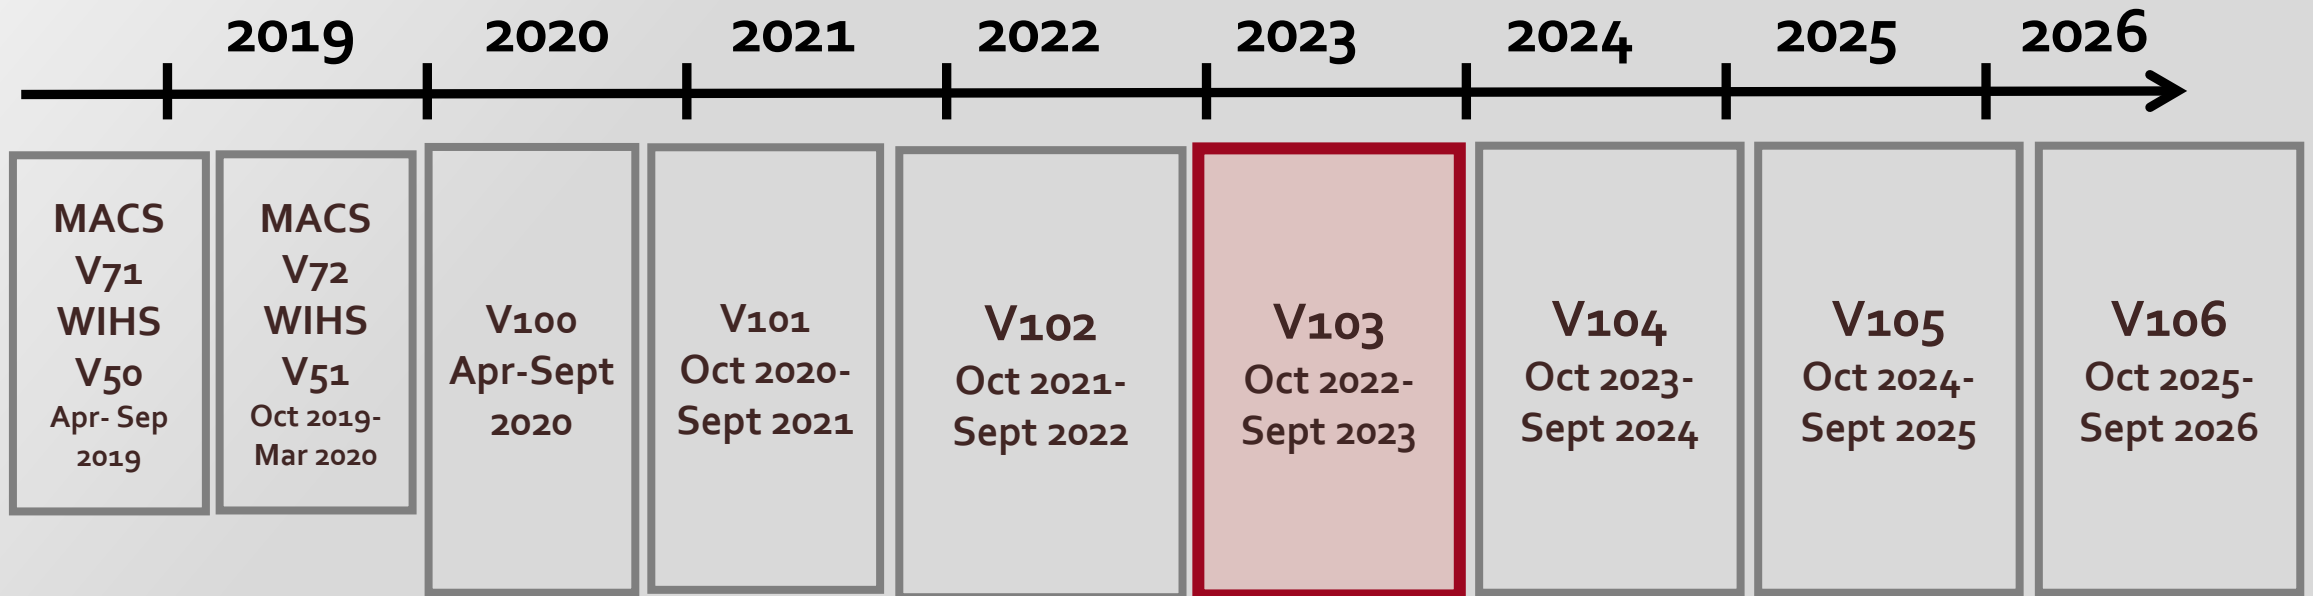 2019 2020 2021 2022 2023 2024 2025 2026
MACS
V71
WIHS
V50
Apr- Sep
2019
MACS
V72
WIHS
V51
Oct 2019-
Mar 2020
V100
Apr-Sept
2020
V101
Oct 2020-
Sept 2021
V102
Oct 2021-
Sept 2022
V103
Oct 2022-
Sept 2023
V104
Oct 2023-
Sept 2024
V105
Oct 2024-
Sept 2025
V106
Oct 2025-
Sept 2026